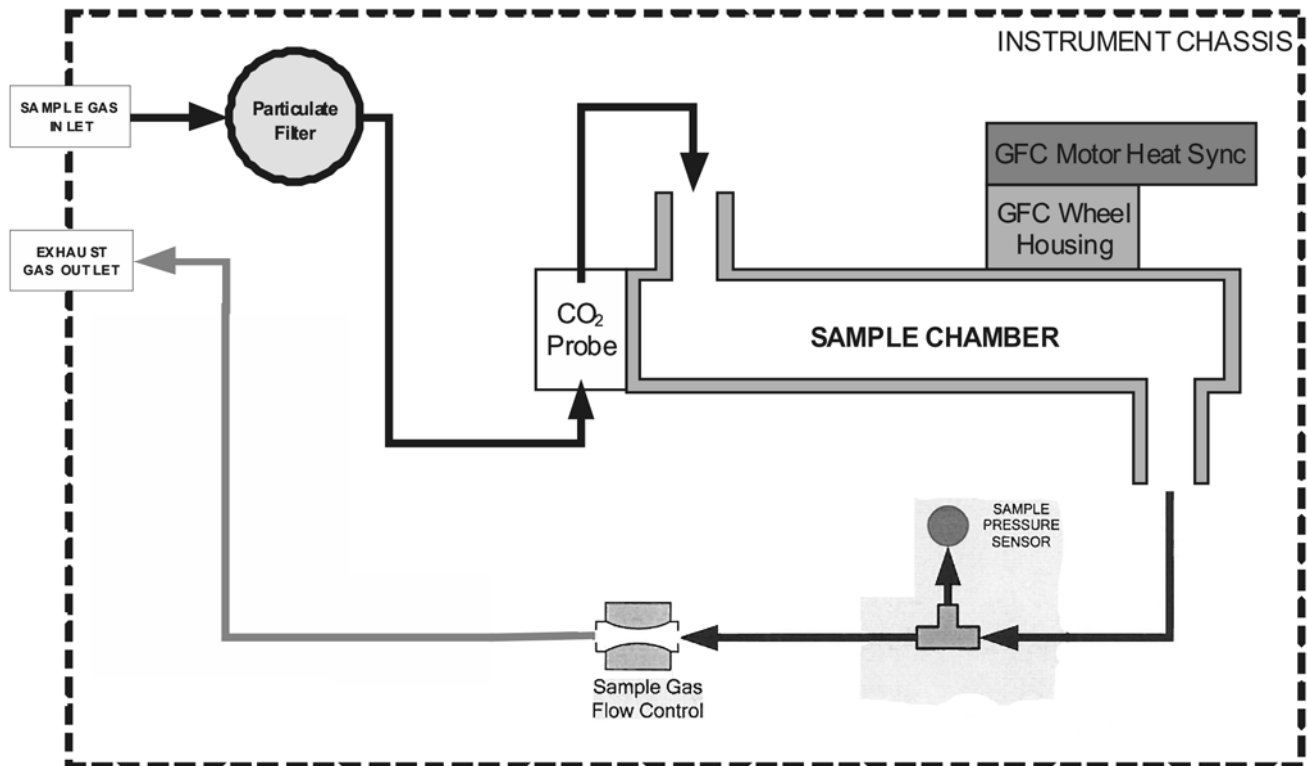 INSTRUMENT CHASSIS
SAMPLE GAS
INLET
Particulate
Filter
GFC Motor Heat Sync
GFC Wheel
Housing
EXHAUST
GAS OUTLET
CO₂
Probe
SAMPLE CHAMBER
SAMPLE
PRESSURE
SENSOR
Sample Gas
Flow Control